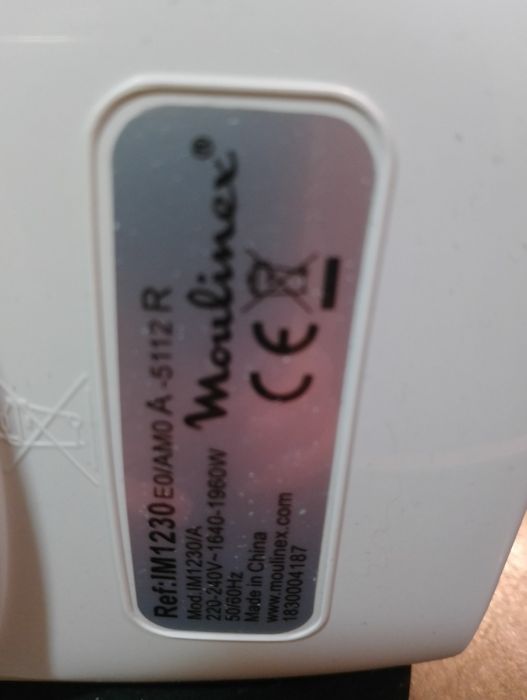 Ref:IM1230 E0/AM0 A -5112 R
Mod.IM1230/A
220-240V~1640-1960W
50/60Hz
Made in China
www.moulinex.com
1830004187
Moulinex®
CE